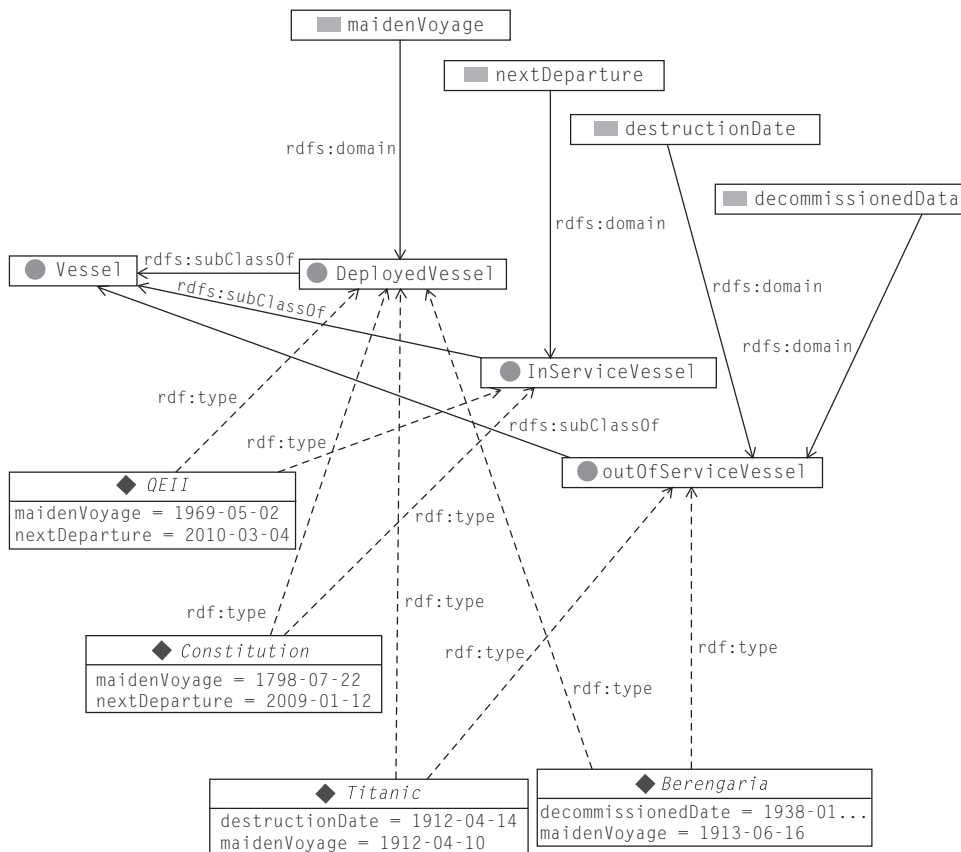 maidenVoyage
nextDeparture
destructionDate
rdfs:domain
decommissionedData
rdfs:domain
Vessel
rdfs:subClassOf
DeployedVessel
rdfs:domain
rdfs:subClassOf
rdfs:domain
InServiceVessel
rdf:type
rdfs:subClassOf
rdf:type
outOfServiceVessel
QEII
maidenVoyage = 1969-05-02
nextDeparture = 2010-03-04
rdf:type
rdf:type
rdf:type
rdf:type
rdf:type
rdf:type
Constitution
maidenVoyage = 1798-07-22
nextDeparture = 2009-01-12
Titanic
destructionDate = 1912-04-14
maidenVoyage = 1912-04-10
Berengaria
decommissionedDate = 1938-01...
maidenVoyage = 1913-06-16